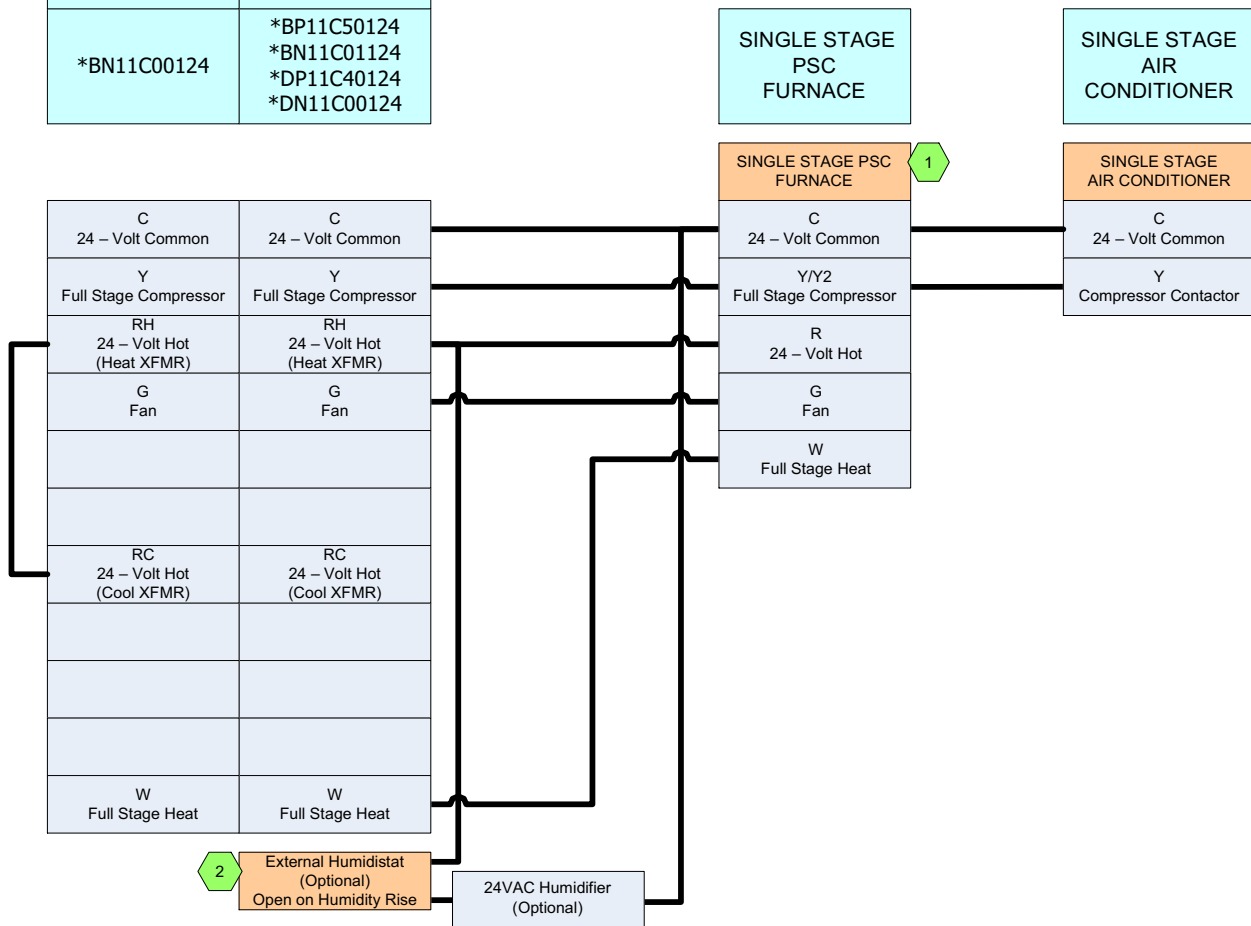 *BN11C00124
*BP11C50124
*BN11C01124
*DP11C40124
*DN11C00124
SINGLE STAGE
PSC
FURNACE
SINGLE STAGE
AIR
CONDITIONER
SINGLE STAGE PSC
FURNACE
1
SINGLE STAGE
AIR CONDITIONER
C
24 – Volt Common
C
24 – Volt Common
C
24 – Volt Common
C
24 – Volt Common
Y
Full Stage Compressor
Y
Full Stage Compressor
Y/Y2
Full Stage Compressor
Y
Compressor Contactor
RH
24 – Volt Hot
(Heat XFMR)
RH
24 – Volt Hot
(Heat XFMR)
R
24 – Volt Hot
G
Fan
G
Fan
G
Fan
W
Full Stage Heat
RC
24 – Volt Hot
(Cool XFMR)
RC
24 – Volt Hot
(Cool XFMR)
W
Full Stage Heat
W
Full Stage Heat
2
External Humidistat
(Optional)
Open on Humidity Rise
24VAC Humidifier
(Optional)